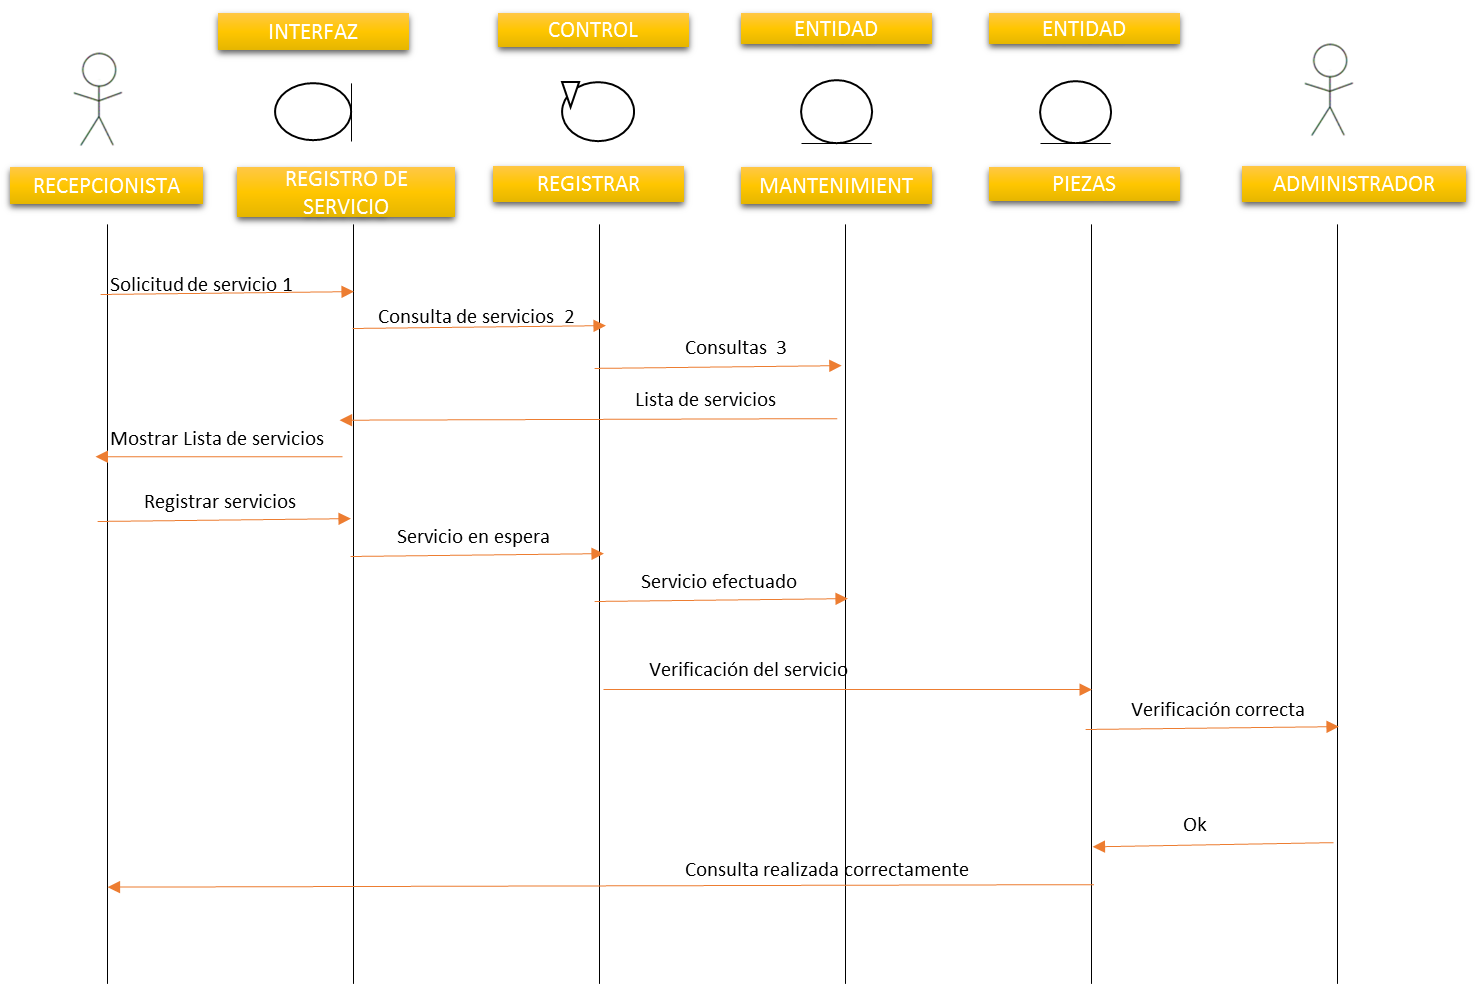 INTERFAZ
CONTROL
ENTIDAD
ENTIDAD
RECEPCIONISTA
REGISTRO DE
SERVICIO
REGISTRAR
MANTENIMIENT
PIEZAS
ADMINISTRADOR
Solicitud de servicio 1
Consulta de servicios 2
Consultas 3
Lista de servicios
Mostrar Lista de servicios
Registrar servicios
Servicio en espera
Servicio efectuado
Verificación del servicio
Verificación correcta
Ok
Consulta realizada correctamente